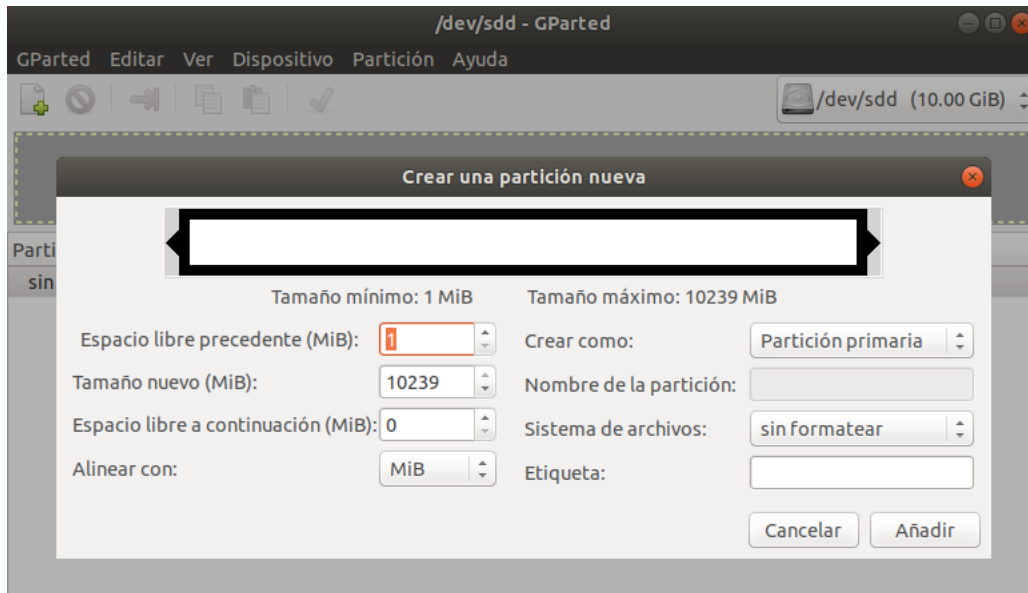 /dev/sdd - GParted
GParted Editar Ver Dispositivo Partición Ayuda
/dev/sdd (10.00 GiB)
Crear una partición nueva
Parti
sin
Tamaño mínimo: 1 MiB Tamaño máximo: 10239 MiB
Espacio libre precedente (MiB): 1 Crear como: Partición primaria
Tamaño nuevo (MiB): 10239 Nombre de la partición:
Espacio libre a continuación (MiB): 0 Sistema de archivos: sin formatear
Alinear con: MiB Etiqueta:
Cancelar Añadir